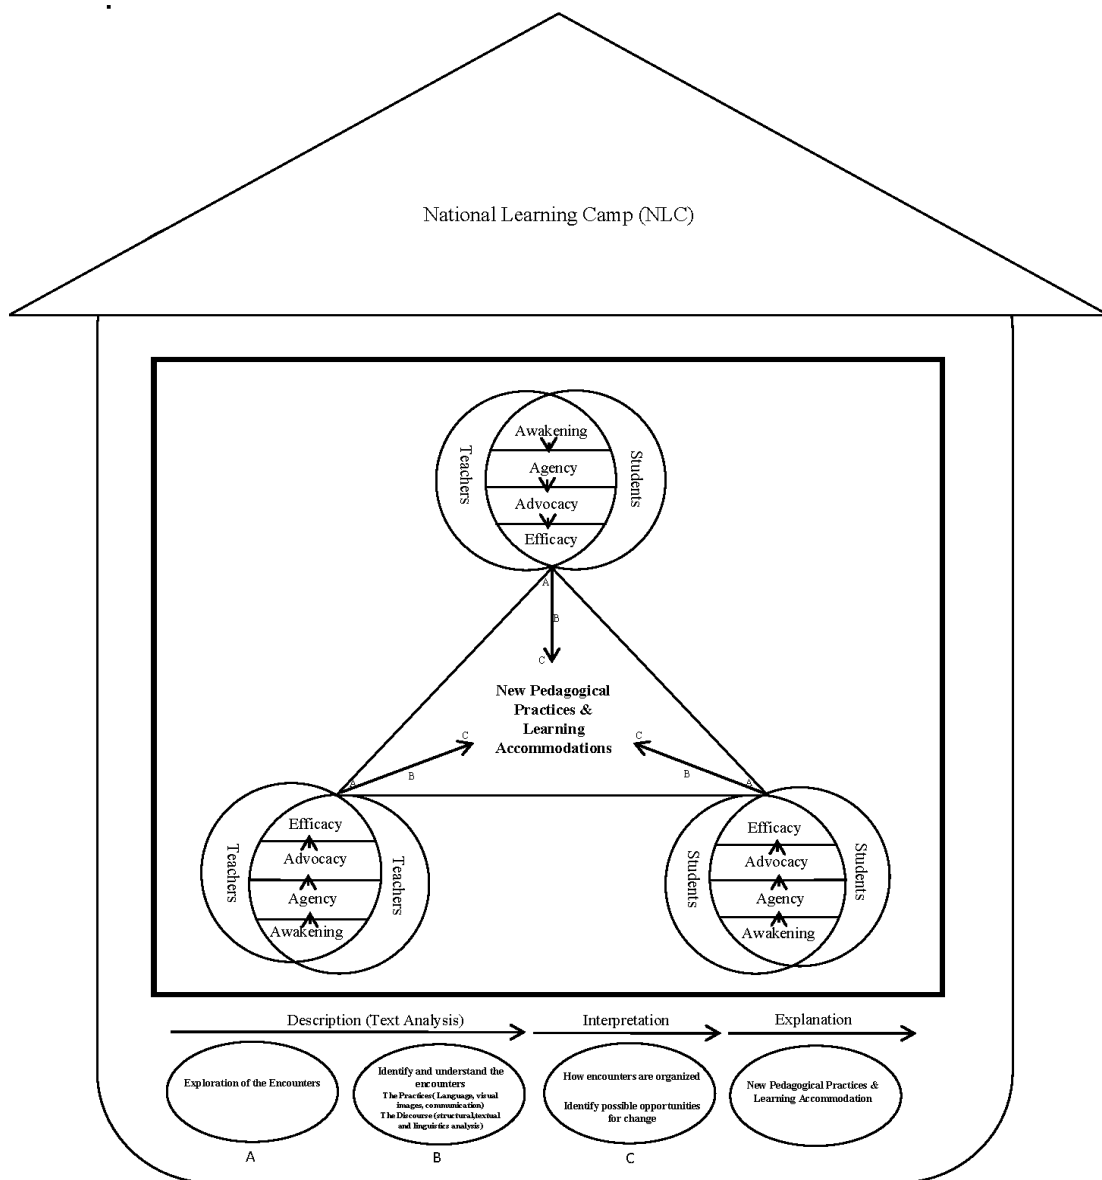 National Learning Camp (NLC)
Teachers
Awakening
Agency
Advocacy
Efficacy
Students
A
B
C
New Pedagogical
Practices &
Learning
Accommodations
C
B
A
C
B
A
Teachers
Efficacy
Advocacy
Agency
Awakening
Teachers
Students
Efficacy
Advocacy
Agency
Awakening
Students
Description (Text Analysis)
Interpretation
Explanation
Exploration of the Encounters
Identify and understand the
encounters
The Practices( Language, visual
images, communication)
The Discourse (structural,textual
and linguistics analysis)
How encounters are organized
Identify possible opportunities
for change
New Pedagogical Practices &
Learning Accommodation
A
B
C